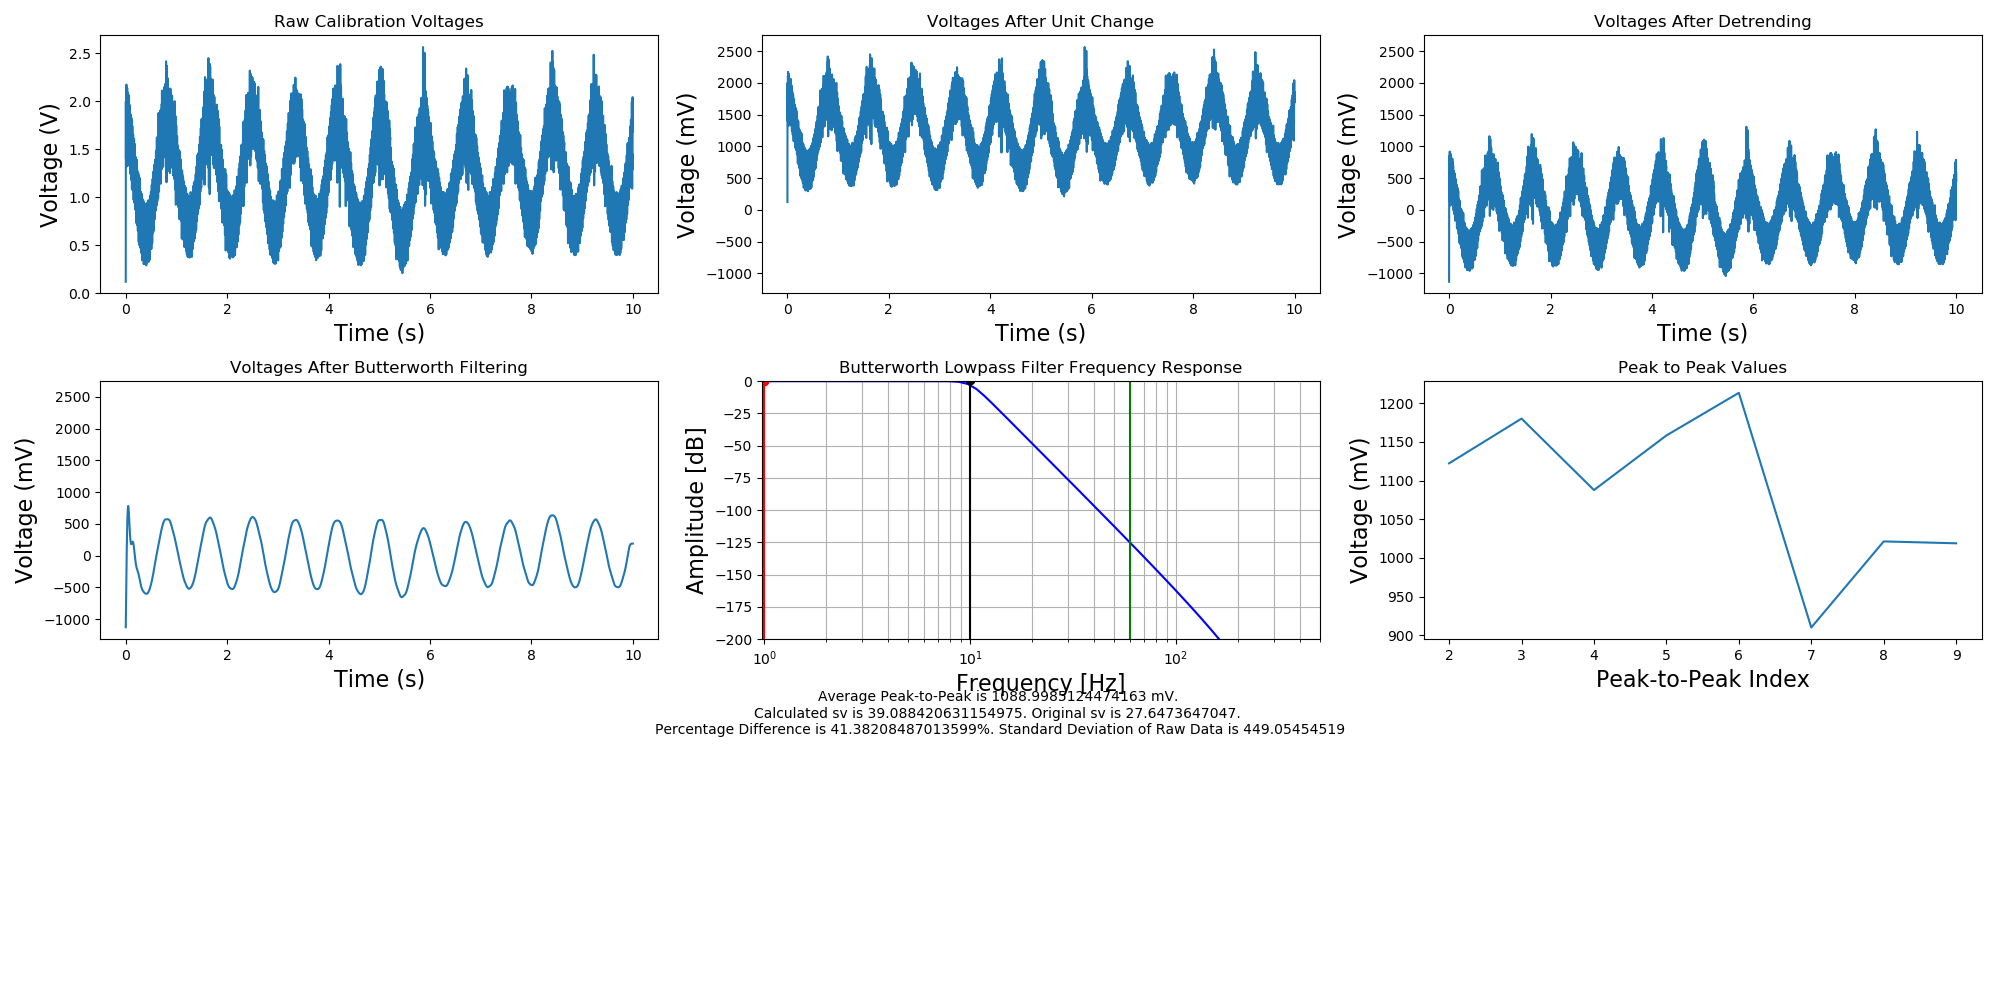 Raw Calibration Voltages
Voltage (V)
2.5
2.0
1.5
1.0
0.5
0.0
0 2 4 6 8 10
Time (s)
Voltages After Unit Change
Voltage (mV)
2500
2000
1500
1000
500
0
−500
−1000
0 2 4 6 8 10
Time (s)
Voltages After Detrending
Voltage (mV)
2500
2000
1500
1000
500
0
−500
−1000
0 2 4 6 8 10
Time (s)
Voltages After Butterworth Filtering
Voltage (mV)
2500
2000
1500
1000
500
0
−500
−1000
0 2 4 6 8 10
Time (s)
Butterworth Lowpass Filter Frequency Response
Amplitude [dB]
0
−25
−50
−75
−100
−125
−150
−175
−200
10⁰ 10¹ 10²
Frequency [Hz]
Peak to Peak Values
Voltage (mV)
1200
1150
1100
1050
1000
950
900
2 3 4 5 6 7 8 9
Peak-to-Peak Index
Average Peak-to-Peak is 1088.9985124474163 mV.
Calculated sv is 39.088420631154975. Original sv is 27.6473647047.
Percentage Difference is 41.38208487013599%. Standard Deviation of Raw Data is 449.05454519